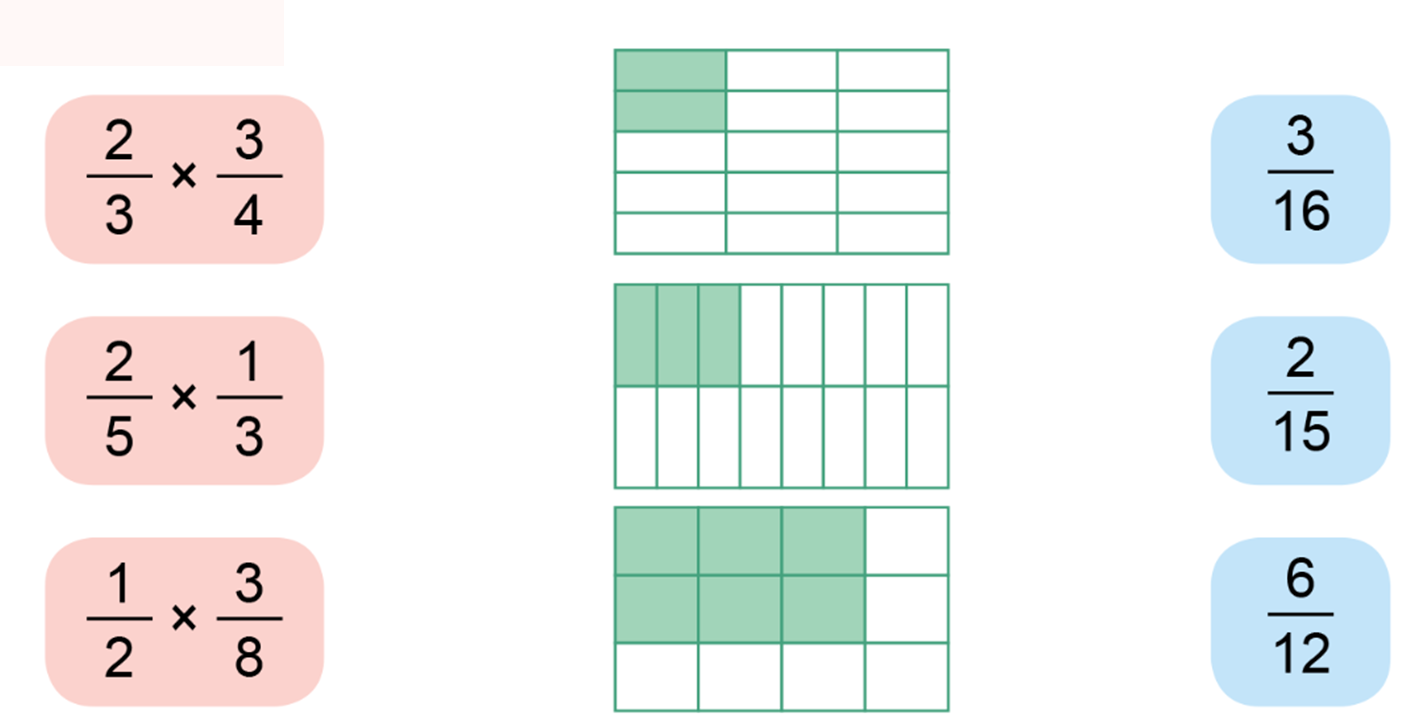 2/3 × 3/4
3/16
2/5 × 1/3
2/15
1/2 × 3/8
6/12